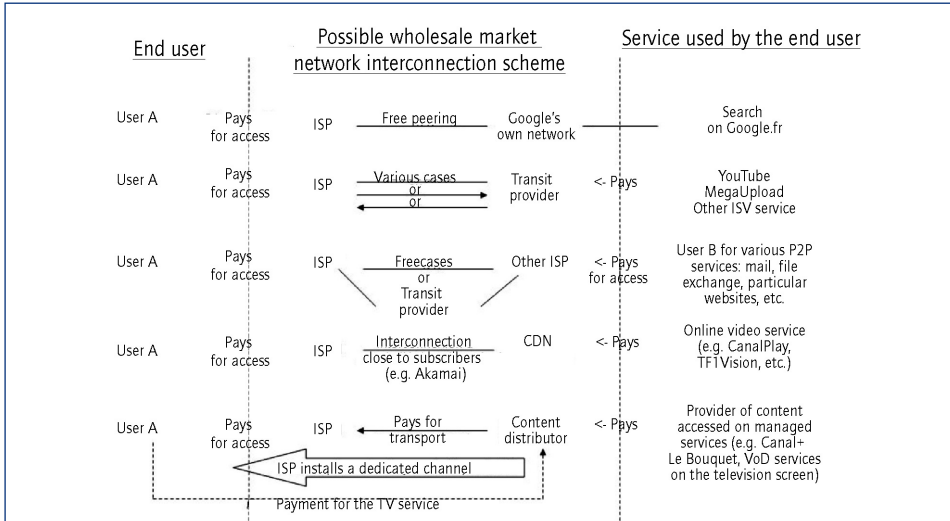 End user
Possible wholesale market
network interconnection scheme
Service used by the end user
User A
Pays
for access
ISP
Free peering
Google's
own network
Search
on Google.fr
User A
Pays
for access
ISP
Various cases
or
or
Transit
provider
<- Pays
YouTube
MegaUpload
Other ISV service
User A
Pays
for access
ISP
Freecases
or
Transit
provider
Other ISP
<- Pays
for access
User B for various P2P
services: mail, file
exchange, particular
websites, etc.
User A
Pays
for access
ISP
Interconnection
close to subscribers
(e.g. Akamai)
CDN
<- Pays
Online video service
(e.g. CanalPlay,
TF1Vision, etc.)
User A
Pays
for access
ISP
Pays for
transport
Content
distributor
<- Pays
Provider of content
accessed on managed
services (e.g. Canal+
Le Bouquet, VoD services
on the television screen)
ISP installs a dedicated channel
Payment for the TV service